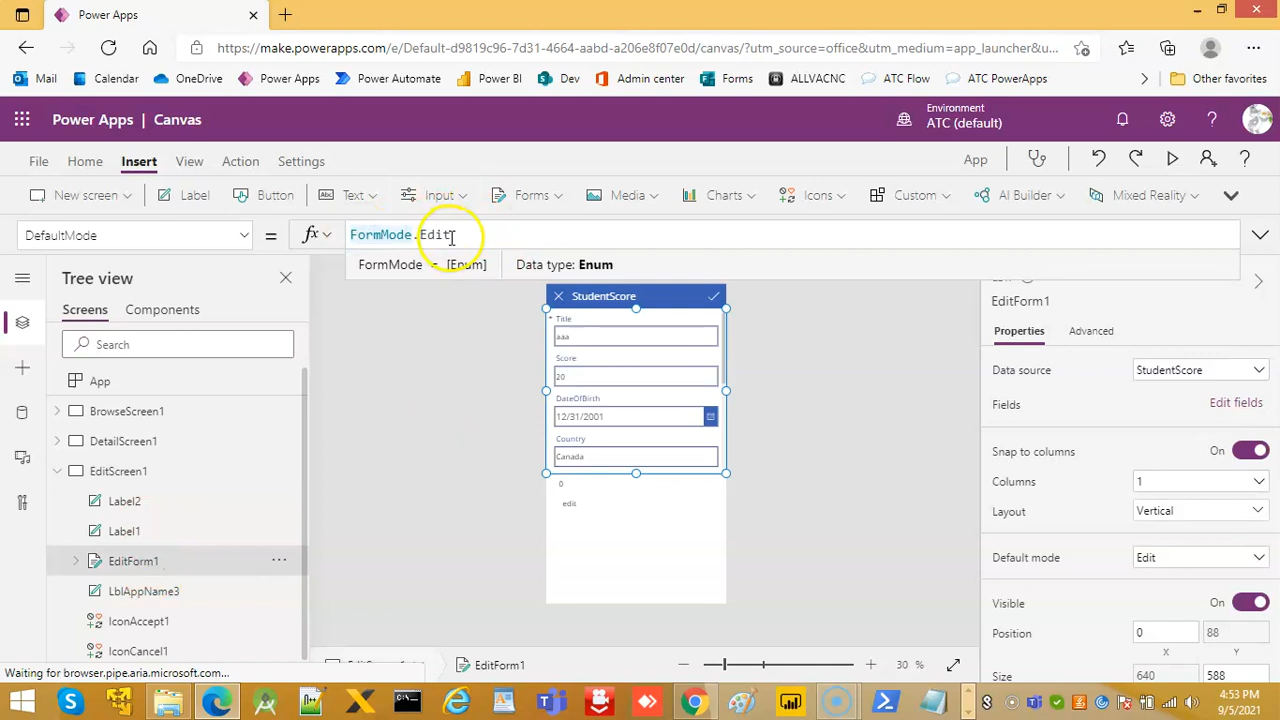 Power Apps
https://make.powerapps.com/e/Default-d9819c96-7d31-4664-aabd-a206e8f07e0d/canvas/?utm_source=office&utm_medium=app_launcher&u...
Mail Calendar OneDrive Power Apps Power Automate Power BI Dev Admin center Forms ALLVACNC ATC Flow ATC PowerApps Other favorites
Power Apps | Canvas
Environment
ATC (default)
File Home Insert View Action Settings App
New screen Label Button Text Input Forms Media Charts Icons Custom AI Builder Mixed Reality
DefaultMode = fx FormMode.Edit
FormMode = [Enum] Data type: Enum
Tree view
Screens Components
Search
App
BrowseScreen1
DetailScreen1
EditScreen1
Label2
Label1
EditForm1 ...
LblAppName3
IconAccept1
IconCancel1
StudentScore
* Title
aaa
Score
20
DateOfBirth
12/31/2001
Country
Canada
0
edit
EditForm1
Properties Advanced
Data source StudentScore
Fields Edit fields
Snap to columns On
Columns 1
Layout Vertical
Default mode Edit
Visible On
Position 0 88
X Y
Size 640 588
EditForm1
30 %
Waiting for browser.pipe.aria.microsoft.com...
4:53 PM
9/5/2021